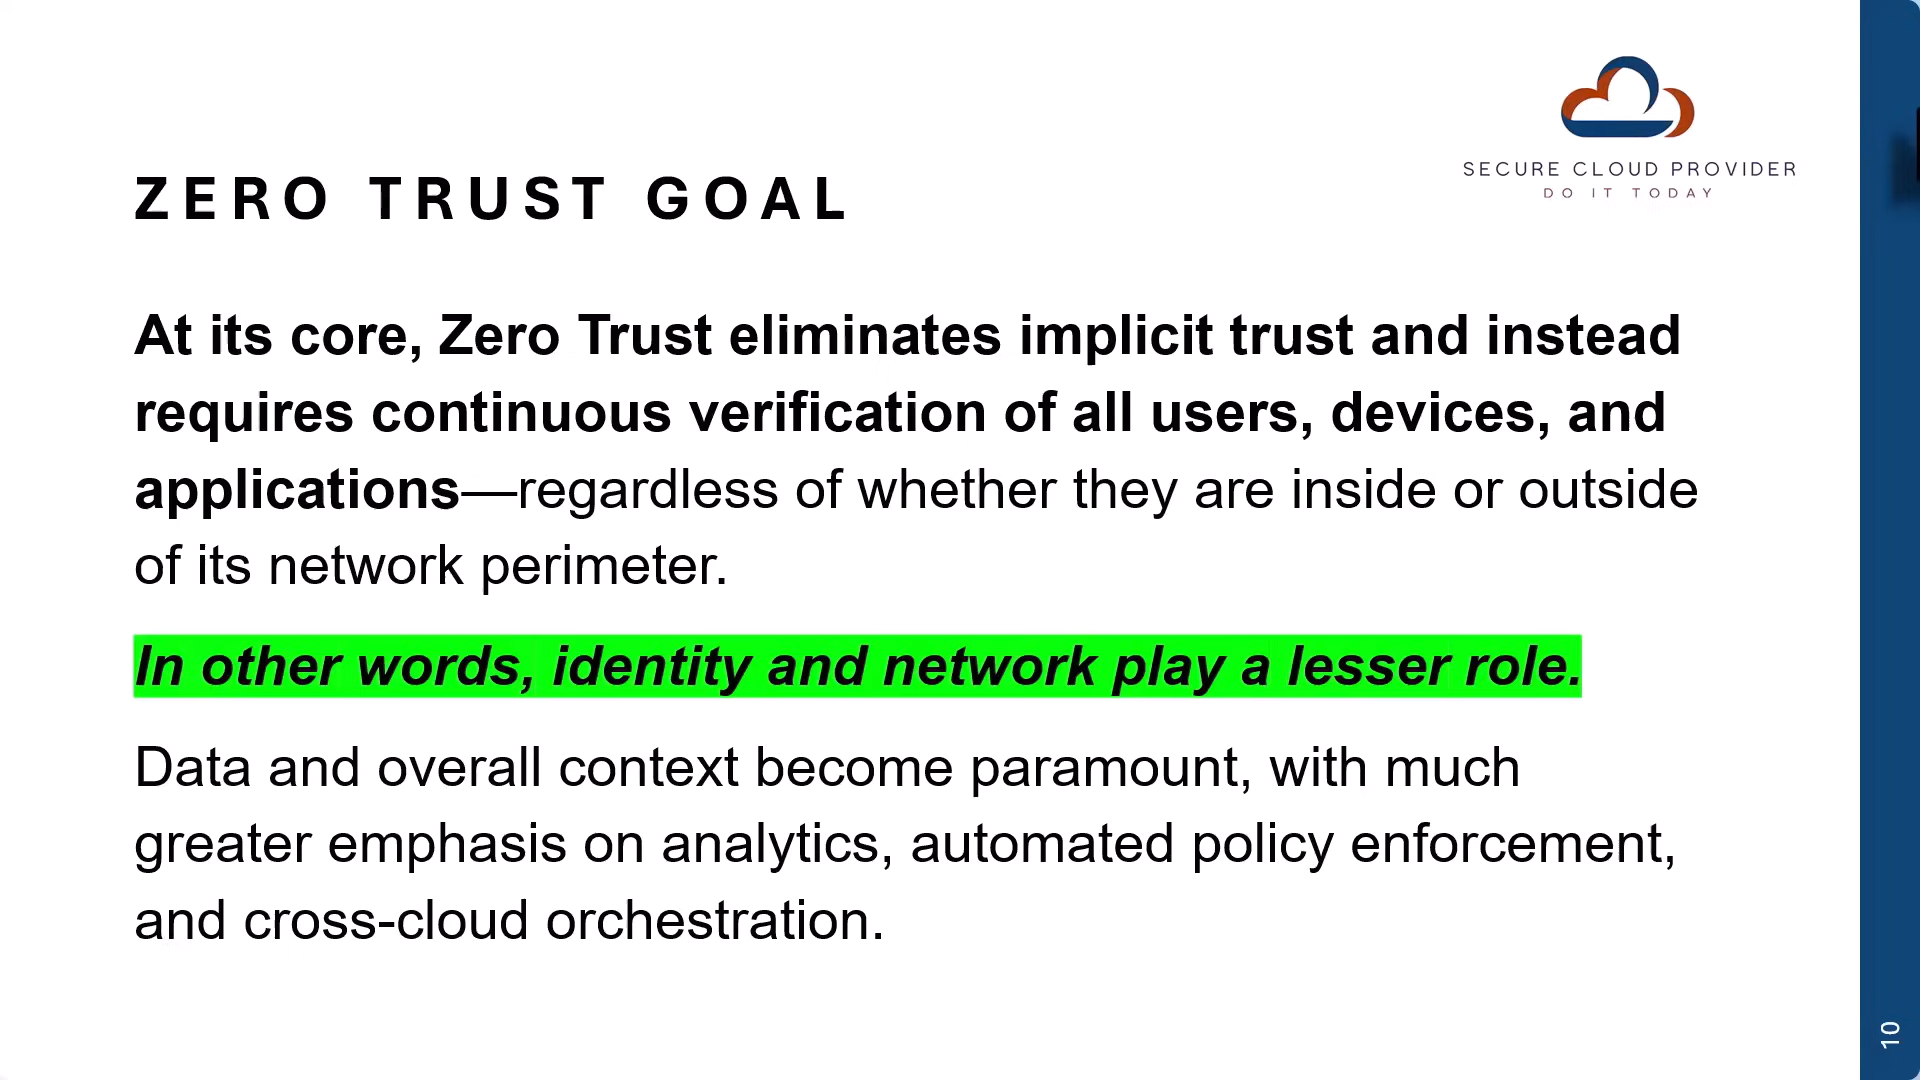 SECURE CLOUD PROVIDER
DO IT TODAY
ZERO TRUST GOAL
At its core, Zero Trust eliminates implicit trust and instead
requires continuous verification of all users, devices, and
applications—regardless of whether they are inside or outside
of its network perimeter.
In other words, identity and network play a lesser role.
Data and overall context become paramount, with much
greater emphasis on analytics, automated policy enforcement,
and cross-cloud orchestration.
10